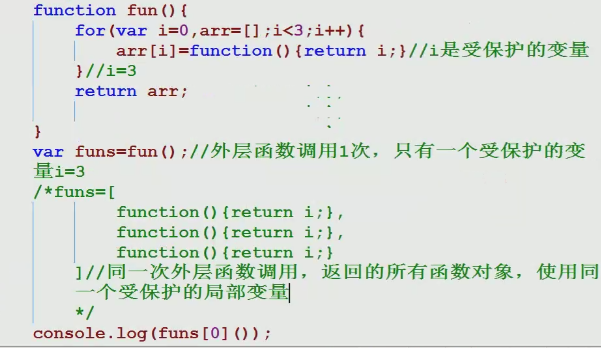 function fun(){
for(var i=0,arr=[];i<3;i++){
arr[i]=function(){return i;}//i是受保护的变量
}//i=3
return arr;
}
var funs=fun();//外层函数调用1次，只有一个受保护的变
量i=3
/*funs=[
function(){return i;},
function(){return i;},
function(){return i;}
]//同一次外层函数调用，返回的所有函数对象，使用同
一个受保护的局部变量
*/
console.log(funs[0]());